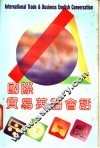 International Trade & Business English Conversation
國際
貿易英語會話